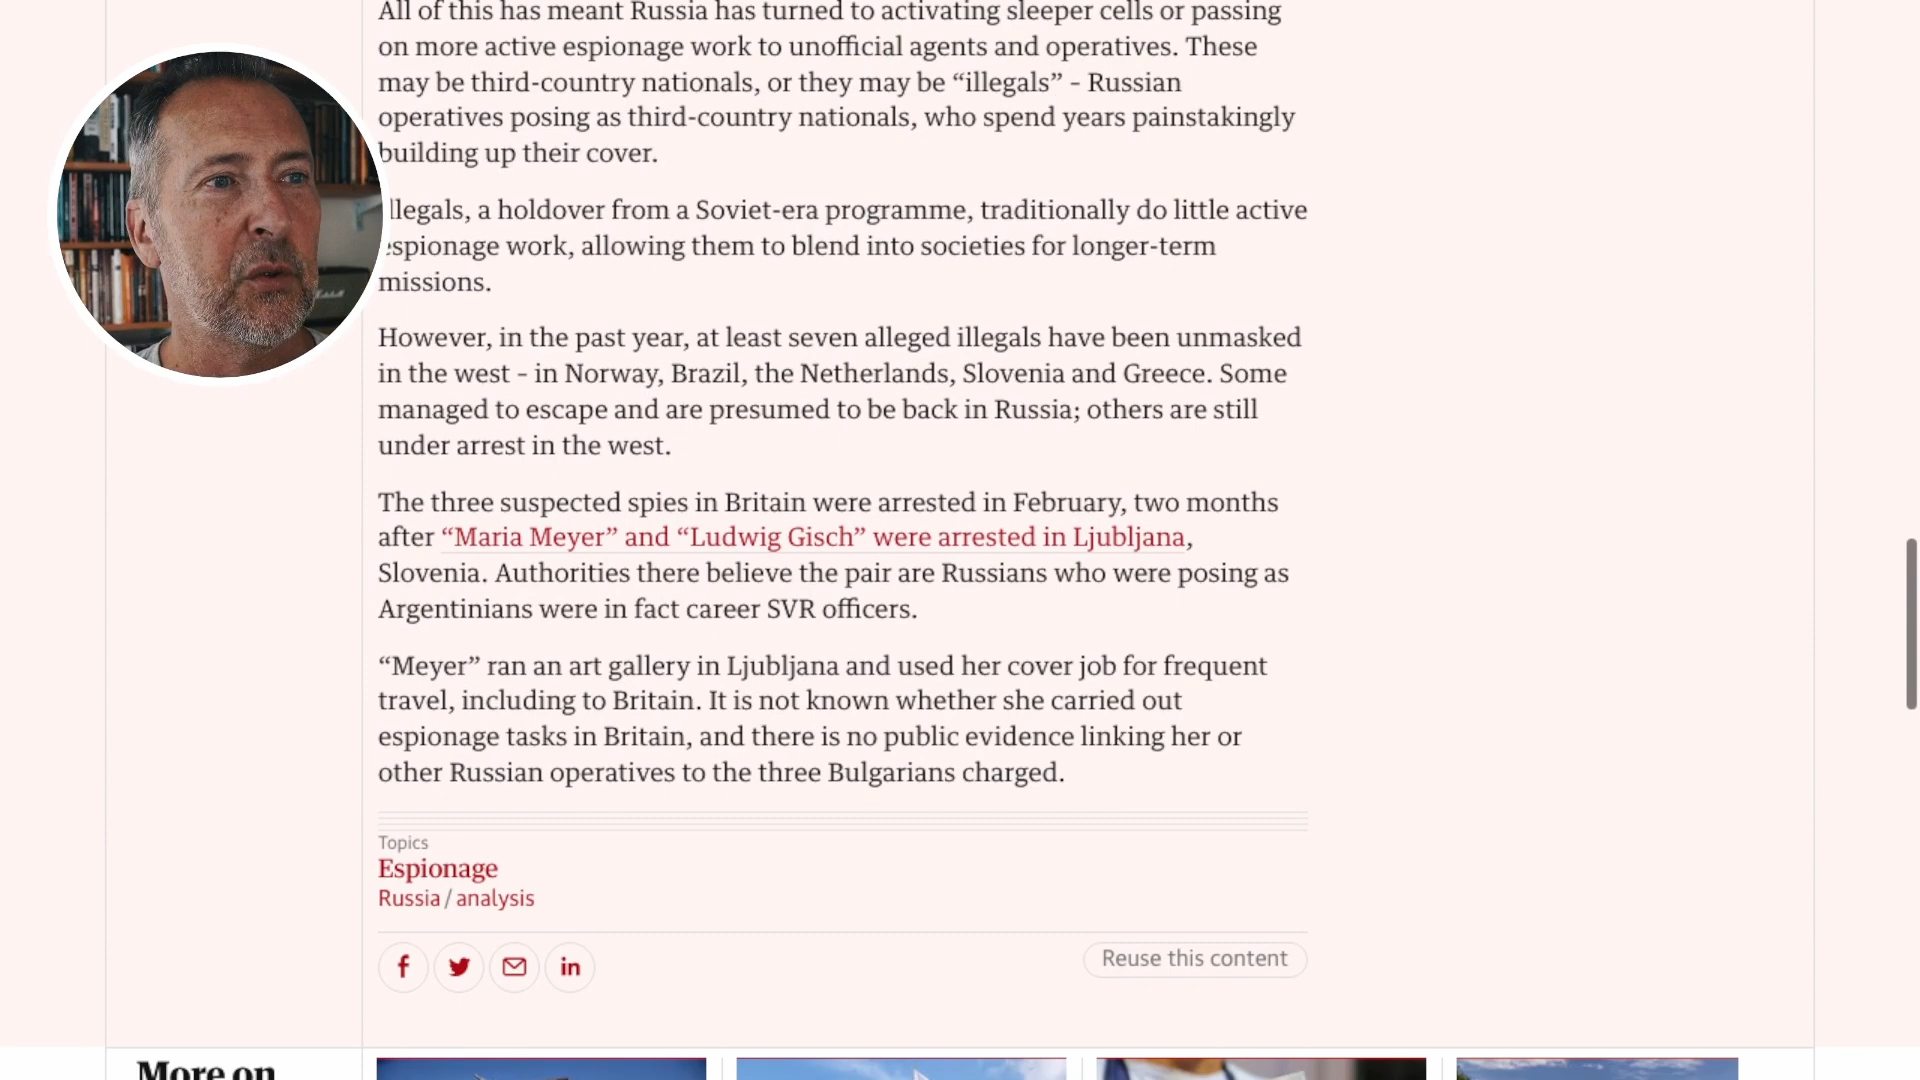 All of this has meant Russia has turned to activating sleeper cells or passing
on more active espionage work to unofficial agents and operatives. These
may be third-country nationals, or they may be “illegals” - Russian
operatives posing as third-country nationals, who spend years painstakingly
building up their cover.
llegals, a holdover from a Soviet-era programme, traditionally do little active
espionage work, allowing them to blend into societies for longer-term
missions.
However, in the past year, at least seven alleged illegals have been unmasked
in the west - in Norway, Brazil, the Netherlands, Slovenia and Greece. Some
managed to escape and are presumed to be back in Russia; others are still
under arrest in the west.
The three suspected spies in Britain were arrested in February, two months
after “Maria Meyer” and “Ludwig Gisch” were arrested in Ljubljana,
Slovenia. Authorities there believe the pair are Russians who were posing as
Argentinians were in fact career SVR officers.
“Meyer” ran an art gallery in Ljubljana and used her cover job for frequent
travel, including to Britain. It is not known whether she carried out
espionage tasks in Britain, and there is no public evidence linking her or
other Russian operatives to the three Bulgarians charged.
Topics
Espionage
Russia / analysis
Reuse this content
More on